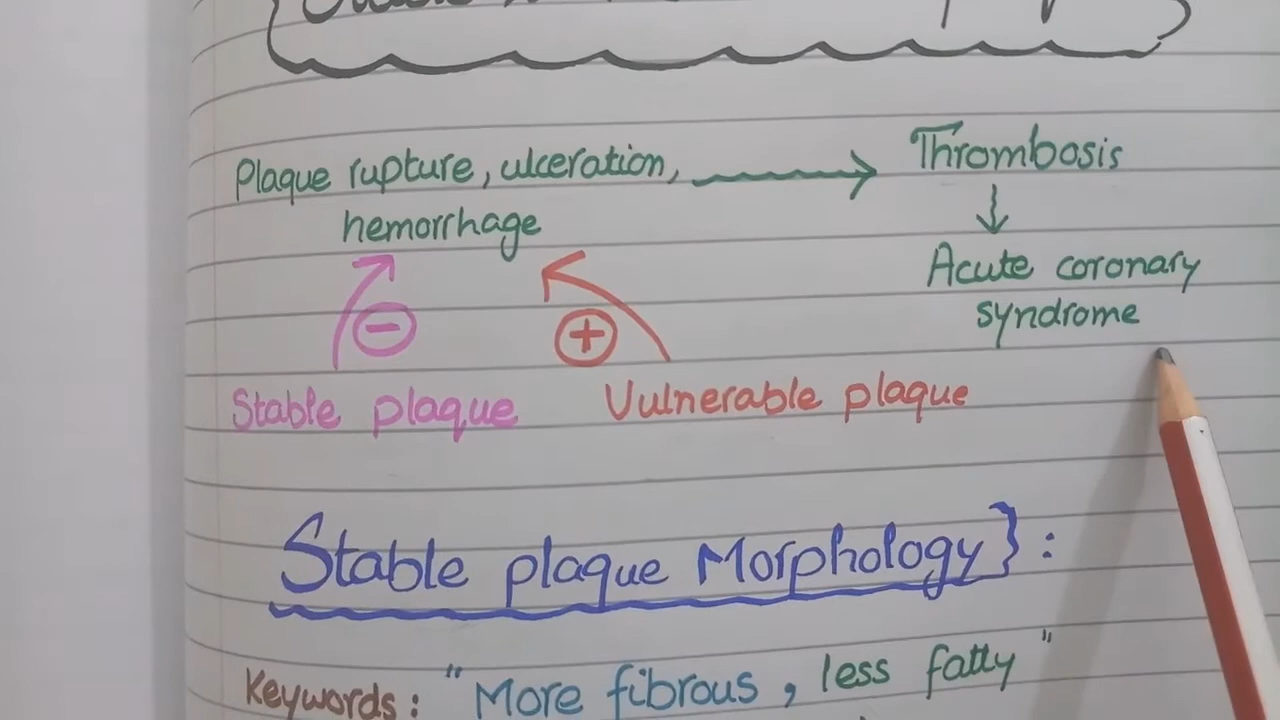 Plaque rupture, ulceration, → Thrombosis
hemorrhage
↓
Acute coronary
syndrome
⊖ ⊕
Stable plaque Vulnerable plaque
Stable plaque Morphology}:
Keywords: "More fibrous, less fatty"